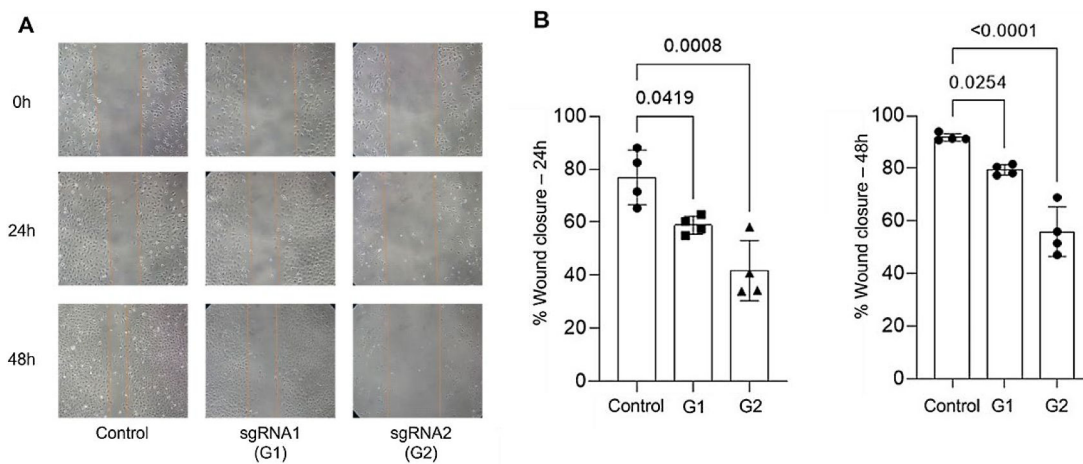 A
0h
24h
48h
Control
sgRNA1
(G1)
sgRNA2
(G2)
B
0.0008
0.0419
100
80
60
40
20
0
% Wound closure – 24h
Control G1 G2
<0.0001
0.0254
100
80
60
40
20
0
% Wound closure – 48h
Control G1 G2